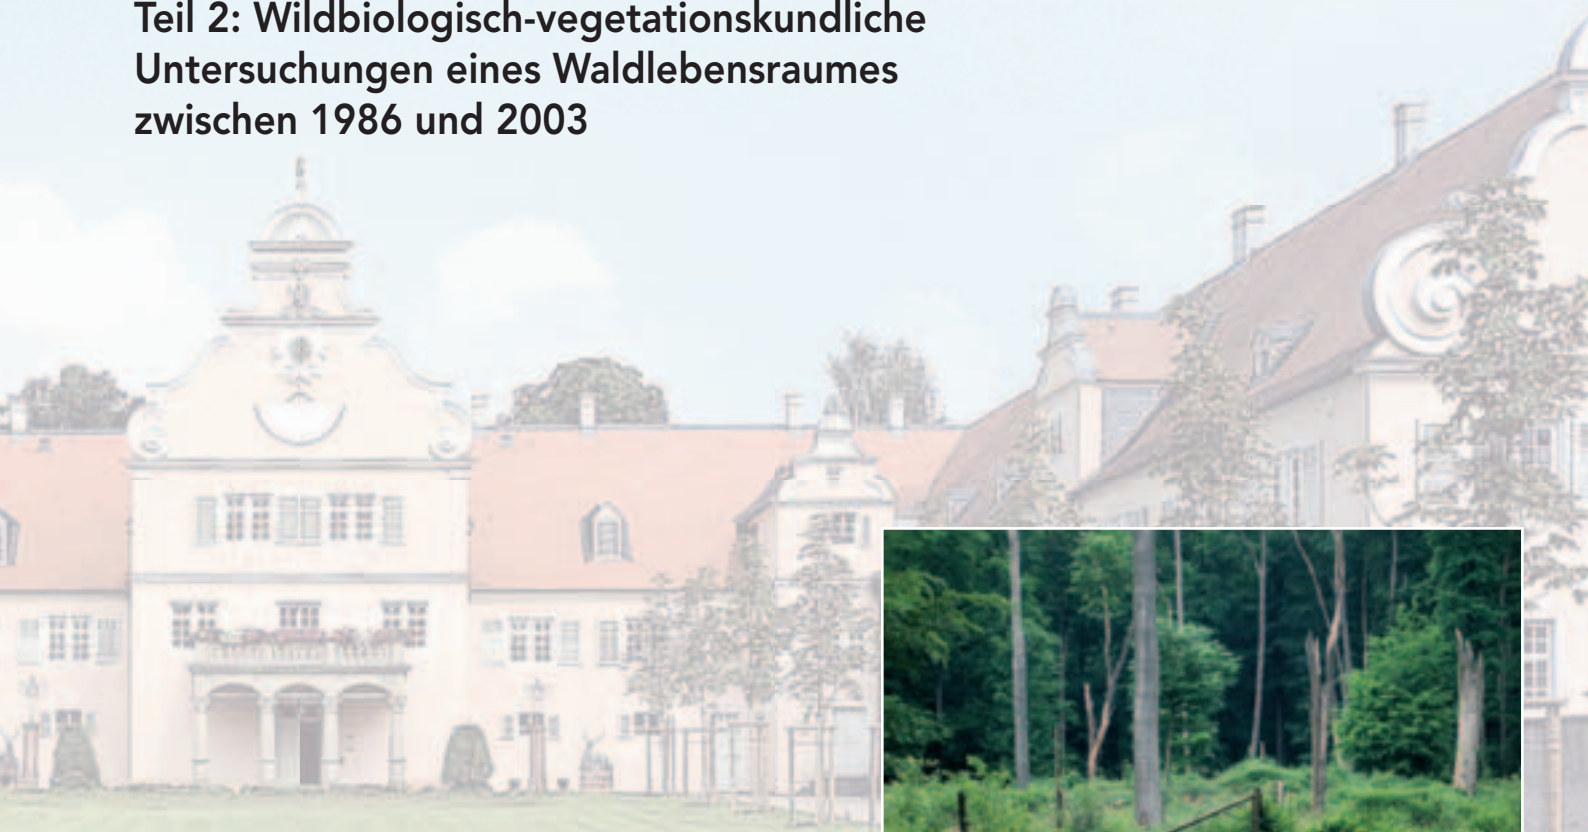 Teil 2: Wildbiologisch-vegetationskundliche
Untersuchungen eines Waldlebensraumes
zwischen 1986 und 2003